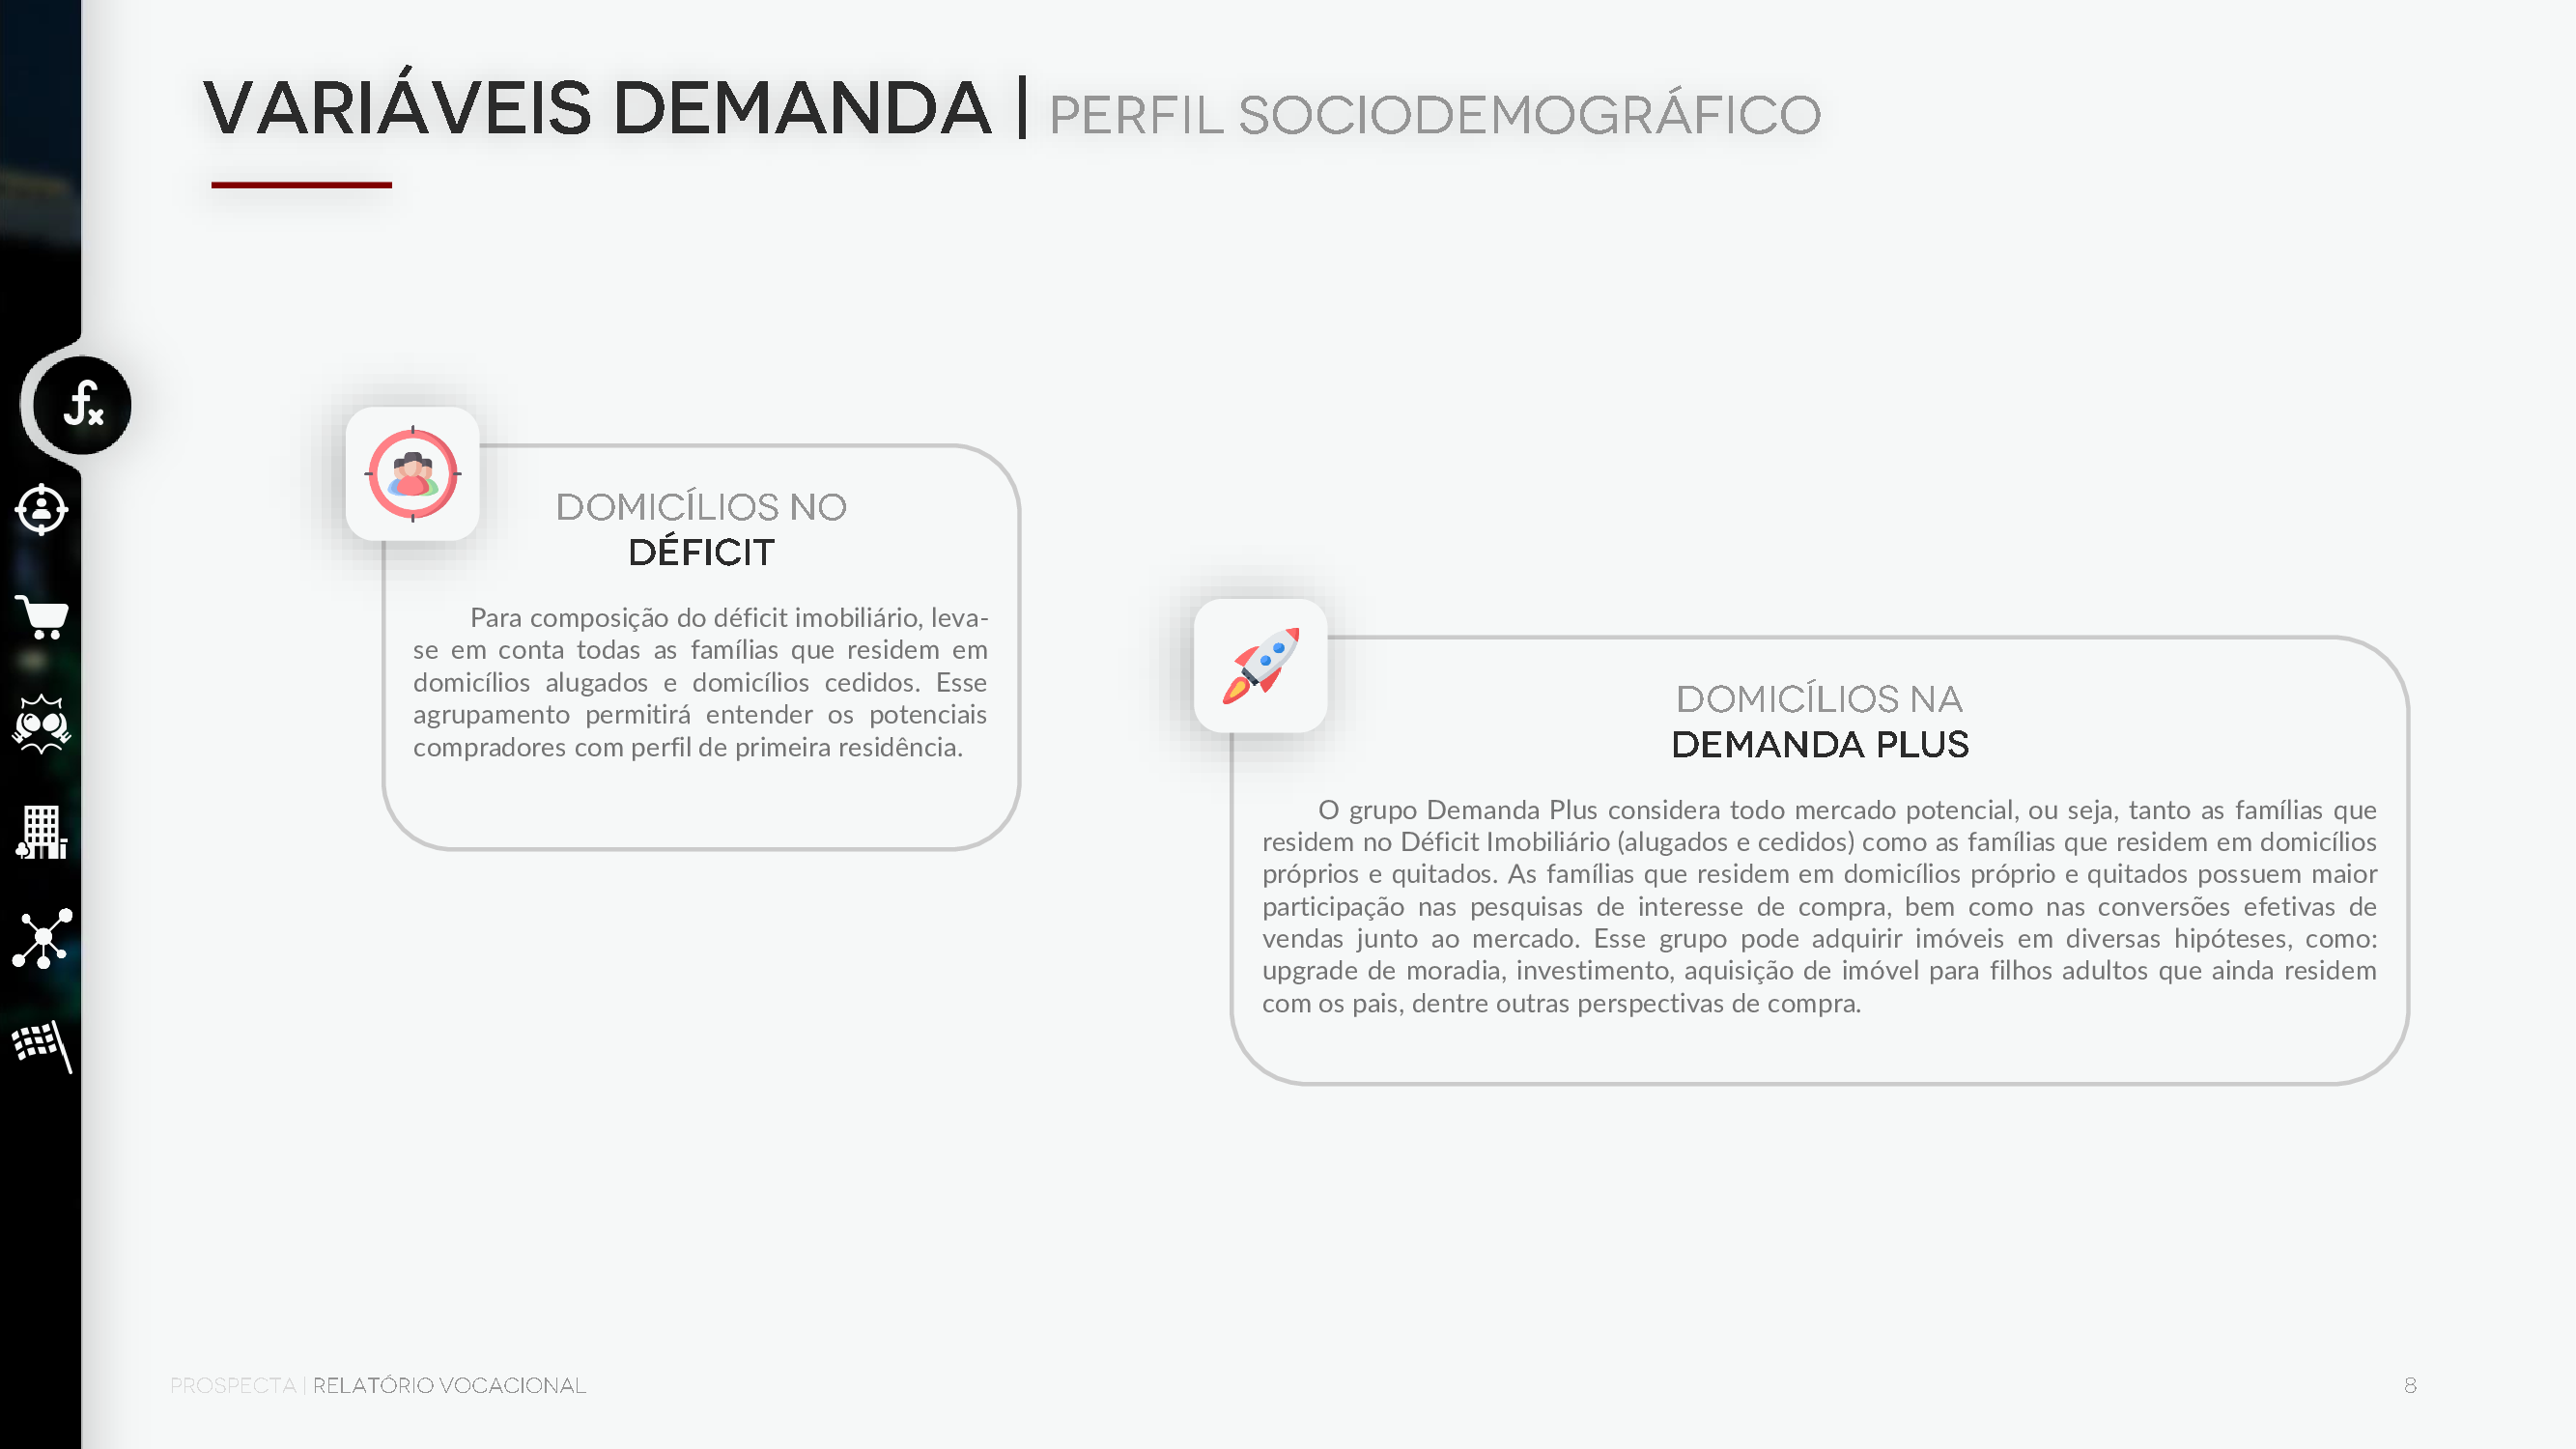 VARIÁVEIS DEMANDA | PERFIL SOCIODEMOGRÁFICO
fx
DOMICÍLIOS NO
DÉFICIT
Para composição do déficit imobiliário, leva-
se em conta todas as famílias que residem em
domicílios alugados e domicílios cedidos. Esse
agrupamento permitirá entender os potenciais
compradores com perfil de primeira residência.
DOMICÍLIOS NA
DEMANDA PLUS
O grupo Demanda Plus considera todo mercado potencial, ou seja, tanto as famílias que
residem no Déficit Imobiliário (alugados e cedidos) como as famílias que residem em domicílios
próprios e quitados. As famílias que residem em domicílios próprio e quitados possuem maior
participação nas pesquisas de interesse de compra, bem como nas conversões efetivas de
vendas junto ao mercado. Esse grupo pode adquirir imóveis em diversas hipóteses, como:
upgrade de moradia, investimento, aquisição de imóvel para filhos adultos que ainda residem
com os pais, dentre outras perspectivas de compra.
PROSPECTA | RELATÓRIO VOCACIONAL
8